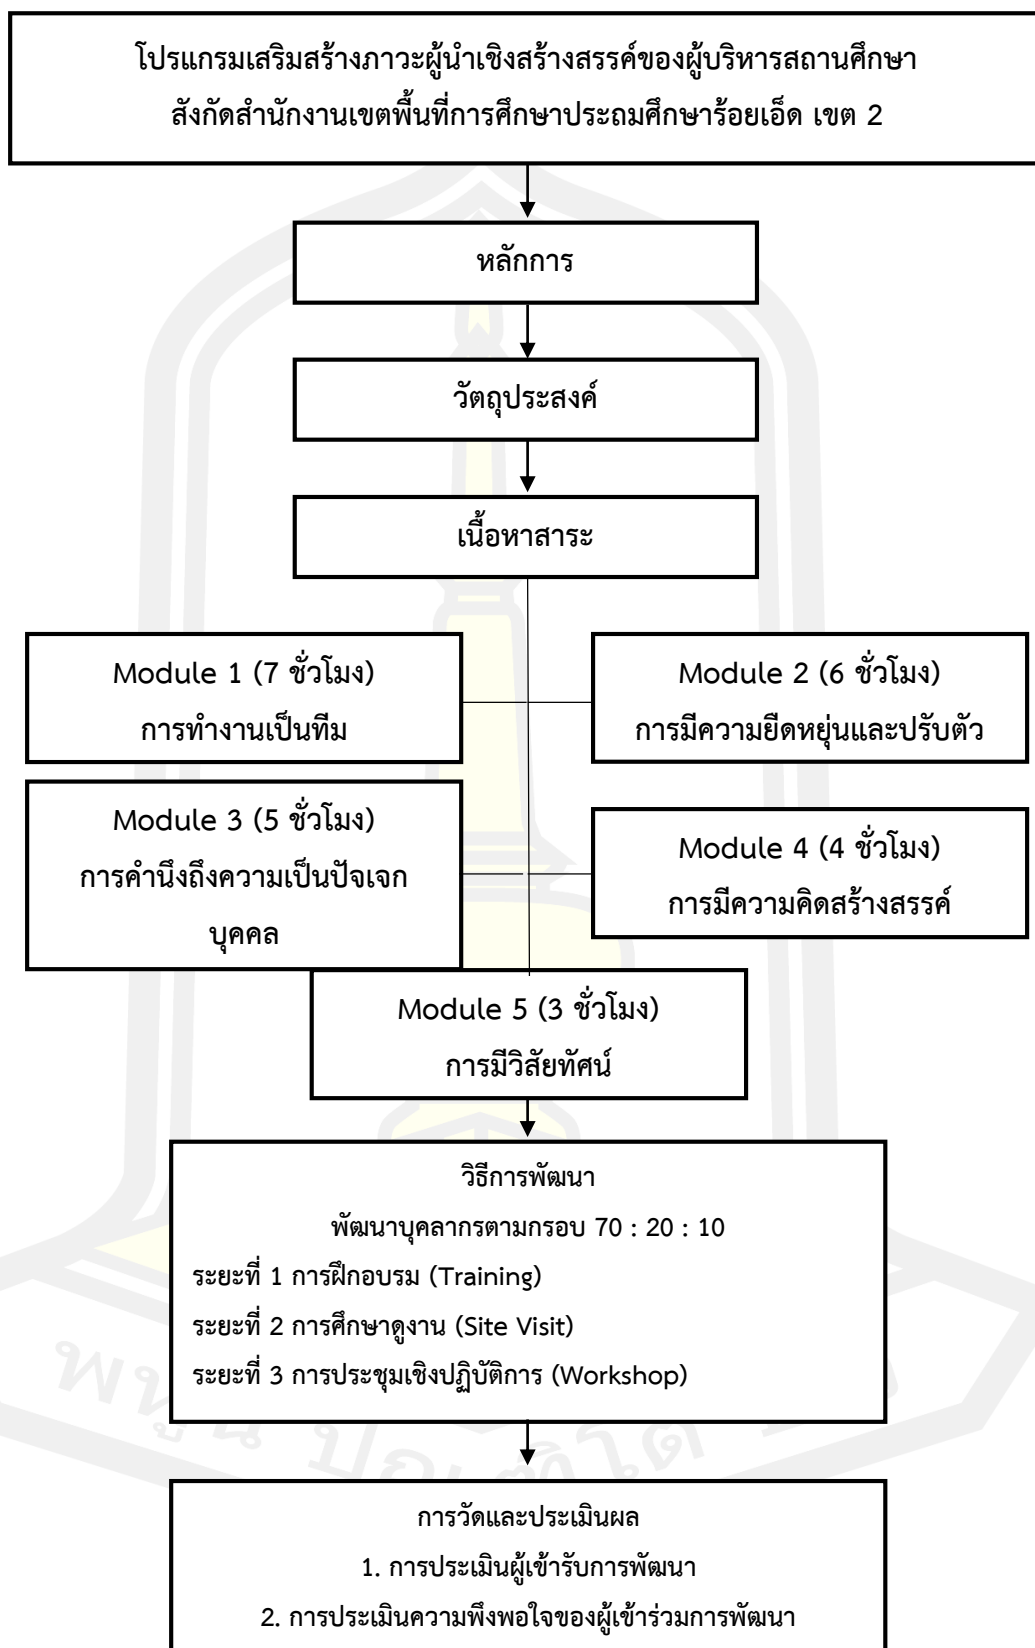 โปรแกรมเสริมสร้างภาวะผู้นำเชิงสร้างสรรค์ของผู้บริหารสถานศึกษา
สังกัดสำนักงานเขตพื้นที่การศึกษาประถมศึกษาร้อยเอ็ด เขต 2
หลักการ
วัตถุประสงค์
เนื้อหาสาระ
Module 1 (7 ชั่วโมง)
การทำงานเป็นทีม
Module 2 (6 ชั่วโมง)
การมีความยืดหยุ่นและปรับตัว
Module 3 (5 ชั่วโมง)
การคำนึงถึงความเป็นปัจเจก
บุคคล
Module 4 (4 ชั่วโมง)
การมีความคิดสร้างสรรค์
Module 5 (3 ชั่วโมง)
การมีวิสัยทัศน์
วิธีการพัฒนา
พัฒนาบุคลากรตามกรอบ 70 : 20 : 10
ระยะที่ 1 การฝึกอบรม (Training)
ระยะที่ 2 การศึกษาดูงาน (Site Visit)
ระยะที่ 3 การประชุมเชิงปฏิบัติการ (Workshop)
การวัดและประเมินผล
1. การประเมินผู้เข้ารับการพัฒนา
2. การประเมินความพึงพอใจของผู้เข้าร่วมการพัฒนา